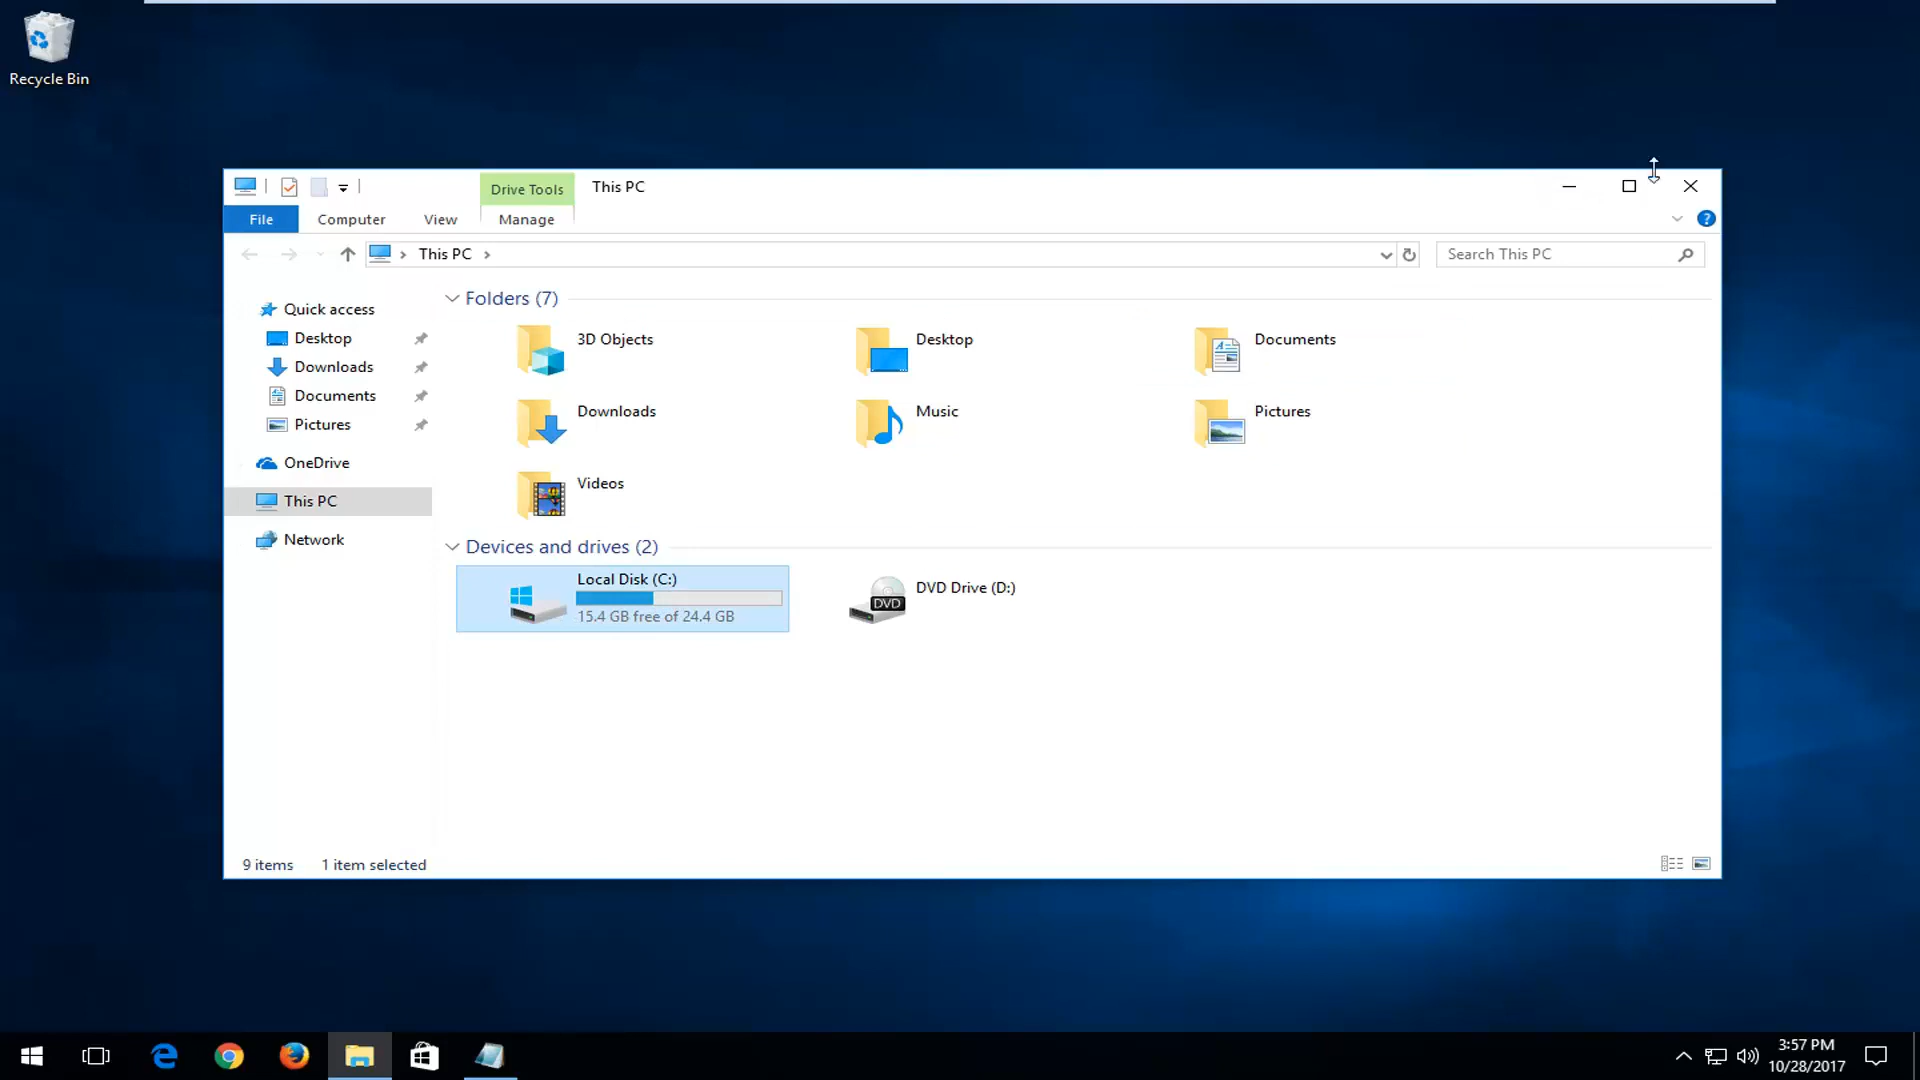 Recycle Bin
Drive Tools
This PC
File
Computer
View
Manage
?
This PC
Search This PC
Quick access
Desktop
Downloads
Documents
Pictures
OneDrive
This PC
Network
Folders (7)
3D Objects
Desktop
Documents
Downloads
Music
Pictures
Videos
Devices and drives (2)
Local Disk (C:)
15.4 GB free of 24.4 GB
DVD
DVD Drive (D:)
9 items
1 item selected
3:57 PM
10/28/2017